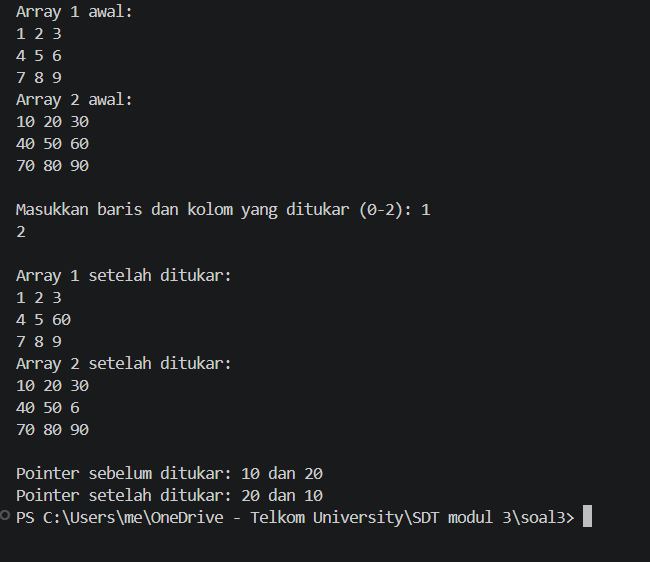 Array 1 awal:
1 2 3
4 5 6
7 8 9
Array 2 awal:
10 20 30
40 50 60
70 80 90
Masukkan baris dan kolom yang ditukar (0-2): 1
2
Array 1 setelah ditukar:
1 2 3
4 5 60
7 8 9
Array 2 setelah ditukar:
10 20 30
40 50 6
70 80 90
Pointer sebelum ditukar: 10 dan 20
Pointer setelah ditukar: 20 dan 10
PS C:\Users\me\OneDrive - Telkom University\SDT modul 3\soal3>